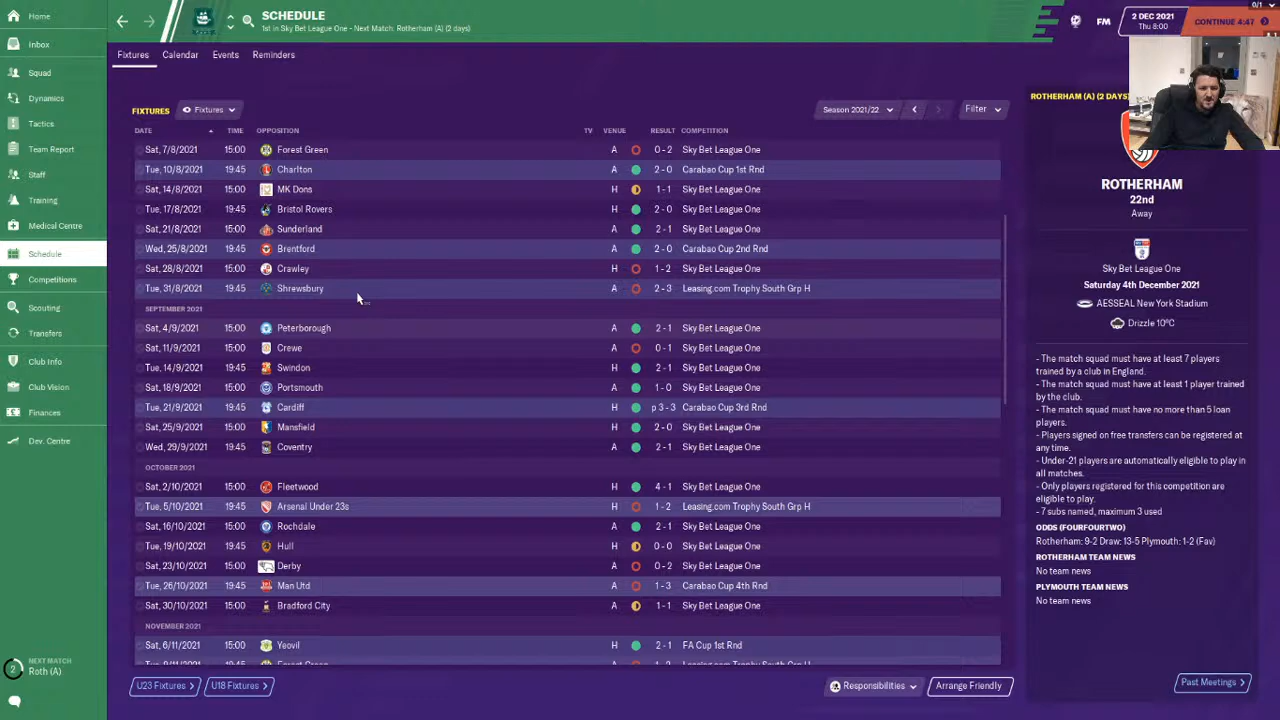 Home
Inbox
Squad
Dynamics
Tactics
Team Report
Staff
Training
Medical Centre
Schedule
Competitions
Scouting
Transfers
Club Info
Club Vision
Finances
Dev. Centre
2 NEXT MATCH
Roth (A)
SCHEDULE
1st in Sky Bet League One - Next Match: Rotherham (A) (2 days)
FM
2 DEC 2021
Thu 8:00
0/1
CONTINUE 4:47
Fixtures Calendar Events Reminders
FIXTURES Fixtures Season 2021/22 Filter
DATE TIME OPPOSITION TV VENUE RESULT COMPETITION
Sat, 7/8/2021 15:00 Forest Green A 0 - 2 Sky Bet League One
Tue, 10/8/2021 19:45 Charlton A 2 - 0 Carabao Cup 1st Rnd
Sat, 14/8/2021 15:00 MK Dons H 1 - 1 Sky Bet League One
Tue, 17/8/2021 19:45 Bristol Rovers H 2 - 0 Sky Bet League One
Sat, 21/8/2021 15:00 Sunderland A 2 - 1 Sky Bet League One
Wed, 25/8/2021 19:45 Brentford A 2 - 0 Carabao Cup 2nd Rnd
Sat, 28/8/2021 15:00 Crawley H 1 - 2 Sky Bet League One
Tue, 31/8/2021 19:45 Shrewsbury A 2 - 3 Leasing.com Trophy South Grp H
SEPTEMBER 2021
Sat, 4/9/2021 15:00 Peterborough A 2 - 1 Sky Bet League One
Sat, 11/9/2021 15:00 Crewe A 0 - 1 Sky Bet League One
Tue, 14/9/2021 19:45 Swindon H 2 - 1 Sky Bet League One
Sat, 18/9/2021 15:00 Portsmouth A 1 - 0 Sky Bet League One
Tue, 21/9/2021 19:45 Cardiff H p 3 - 3 Carabao Cup 3rd Rnd
Sat, 25/9/2021 15:00 Mansfield H 2 - 0 Sky Bet League One
Wed, 29/9/2021 19:45 Coventry A 2 - 1 Sky Bet League One
OCTOBER 2021
Sat, 2/10/2021 15:00 Fleetwood H 4 - 1 Sky Bet League One
Tue, 5/10/2021 19:45 Arsenal Under 23s H 1 - 2 Leasing.com Trophy South Grp H
Sat, 16/10/2021 15:00 Rochdale A 2 - 1 Sky Bet League One
Tue, 19/10/2021 19:45 Hull H 0 - 0 Sky Bet League One
Sat, 23/10/2021 15:00 Derby A 0 - 2 Sky Bet League One
Tue, 26/10/2021 19:45 Man Utd A 1 - 3 Carabao Cup 4th Rnd
Sat, 30/10/2021 15:00 Bradford City A 1 - 1 Sky Bet League One
NOVEMBER 2021
Sat, 6/11/2021 15:00 Yeovil H 2 - 1 FA Cup 1st Rnd
Tue, 9/11/2021 19:45 Forest Green A 1 - 2 Leasing.com Trophy South Grp H
U23 Fixtures U18 Fixtures Responsibilities Arrange Friendly
ROTHERHAM (A) (2 DAYS)
ROTHERHAM
22nd
Away
Sky Bet League One
Saturday 4th December 2021
AESSEAL New York Stadium
Drizzle 10°C
- The match squad must have at least 7 players
trained by a club in England.
- The match squad must have at least 1 player trained
by the club.
- The match squad must have no more than 5 loan
players.
- Players signed on free transfers can be registered at
any time.
- Under-21 players are automatically eligible to play in
all matches.
- Only players registered for this competition are
eligible to play.
- 7 subs named, maximum 3 used
ODDS (FOURFOURTWO)
Rotherham: 9-2 Draw: 13-5 Plymouth: 1-2 (Fav)
ROTHERHAM TEAM NEWS
No team news
PLYMOUTH TEAM NEWS
No team news
Past Meetings